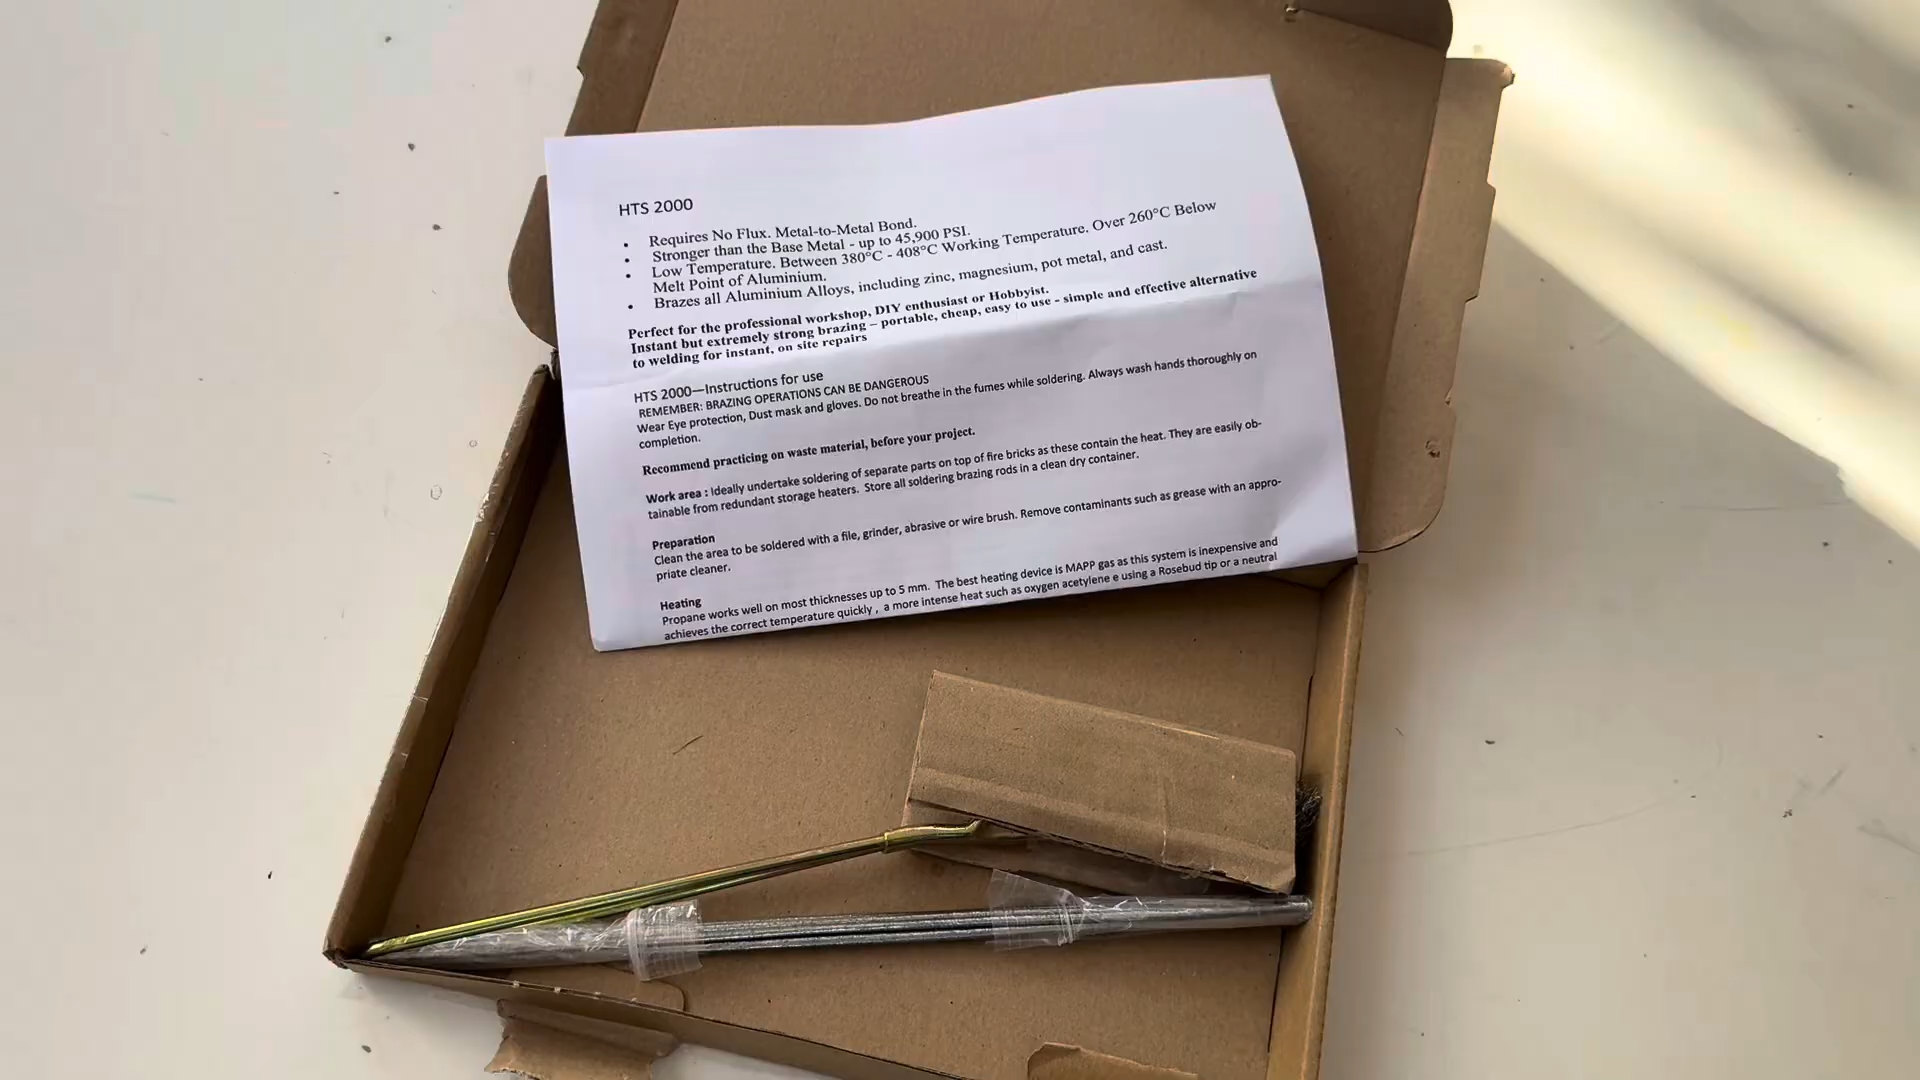 HTS 2000
• Requires No Flux. Metal-to-Metal Bond.
• Stronger than the Base Metal - up to 45,900 PSI.
• Low Temperature. Between 380°C - 408°C Working Temperature. Over 260°C Below
Melt Point of Aluminium.
• Brazes all Aluminium Alloys, including zinc, magnesium, pot metal, and cast.
Perfect for the professional workshop, DIY enthusiast or Hobbyist.
Instant but extremely strong brazing – portable, cheap, easy to use - simple and effective alternative
to welding for instant, on site repairs
HTS 2000—Instructions for use
REMEMBER: BRAZING OPERATIONS CAN BE DANGEROUS
Wear Eye protection, Dust mask and gloves. Do not breathe in the fumes while soldering. Always wash hands thoroughly on
completion.
Recommend practicing on waste material, before your project.
Work area : Ideally undertake soldering of separate parts on top of fire bricks as these contain the heat. They are easily ob-
tainable from redundant storage heaters. Store all soldering brazing rods in a clean dry container.
Preparation
Clean the area to be soldered with a file, grinder, abrasive or wire brush. Remove contaminants such as grease with an appro-
priate cleaner.
Heating
Propane works well on most thicknesses up to 5 mm. The best heating device is MAPP gas as this system is inexpensive and
achieves the correct temperature quickly , a more intense heat such as oxygen acetylene e using a Rosebud tip or a neutral